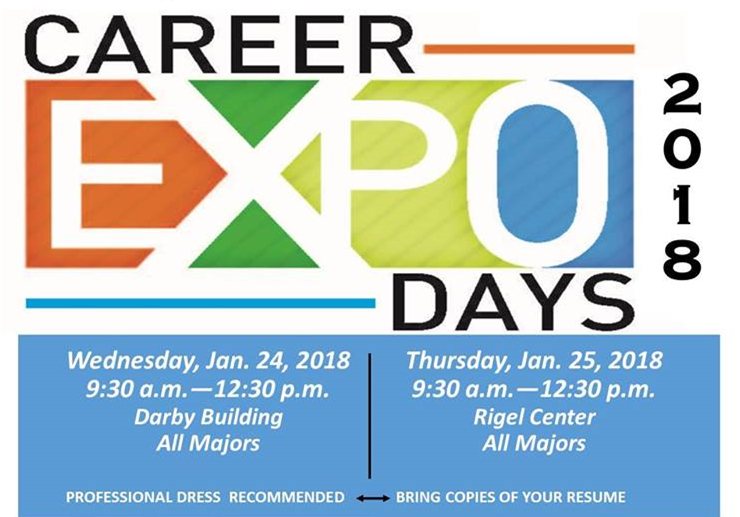 CAREER
EXPO
DAYS
2018
Wednesday, Jan. 24, 2018
9:30 a.m.—12:30 p.m.
Darby Building
All Majors
Thursday, Jan. 25, 2018
9:30 a.m.—12:30 p.m.
Rigel Center
All Majors
PROFESSIONAL DRESS RECOMMENDED ↔ BRING COPIES OF YOUR RESUME